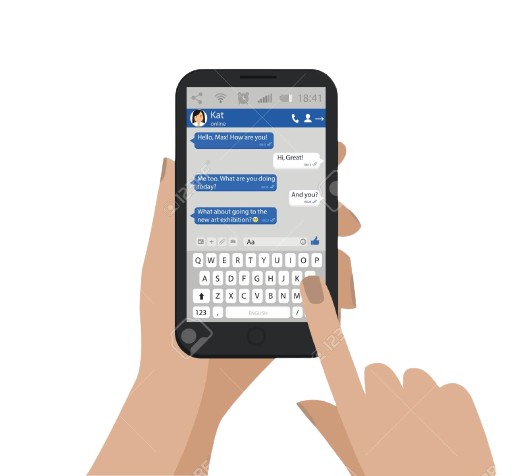 18:41
Kat
online
Hello, Max! How are you!
Hi, Great!
Me too. What are you doing
today?
And you?
What about going to the
new art exhibition?
Aa
Q W E R T Y U I O P
A S D F G H J K
Z X C V B N M
123 , ENGLISH /
123RF